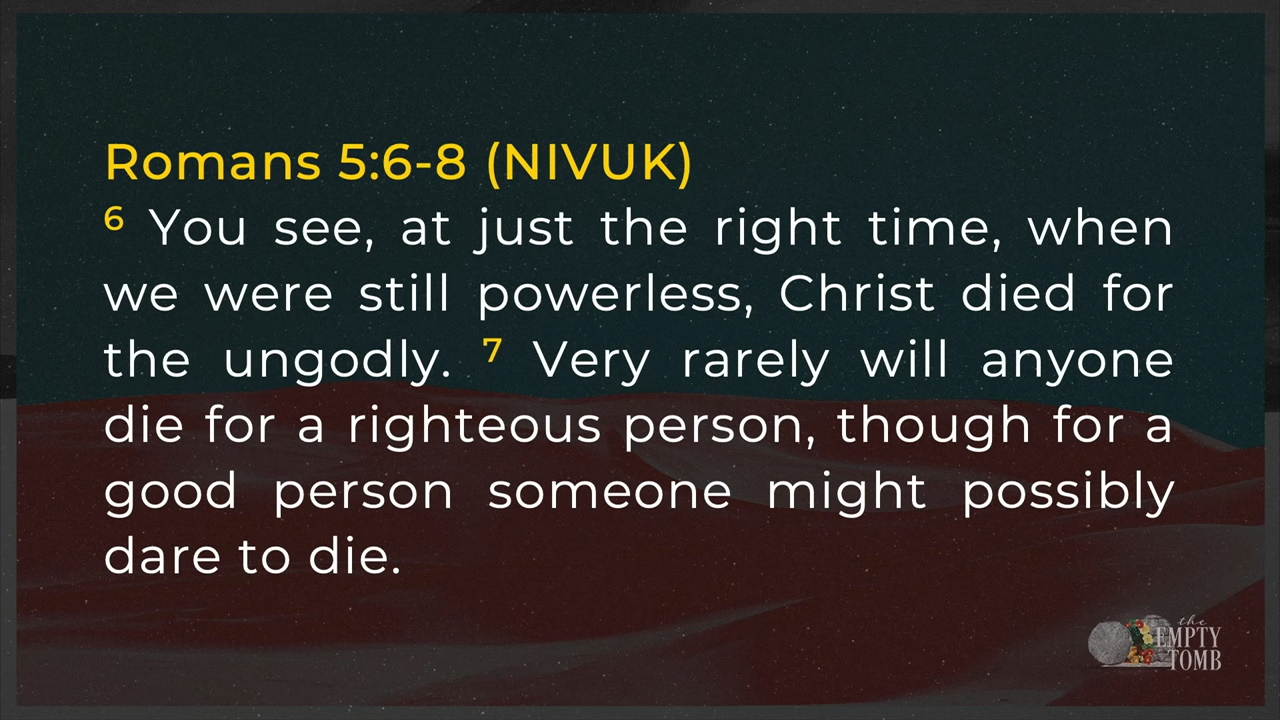 Romans 5:6-8 (NIVUK)
6 You see, at just the right time, when
we were still powerless, Christ died for
the ungodly. 7 Very rarely will anyone
die for a righteous person, though for a
good person someone might possibly
dare to die.
the
EMPTY
TOMB